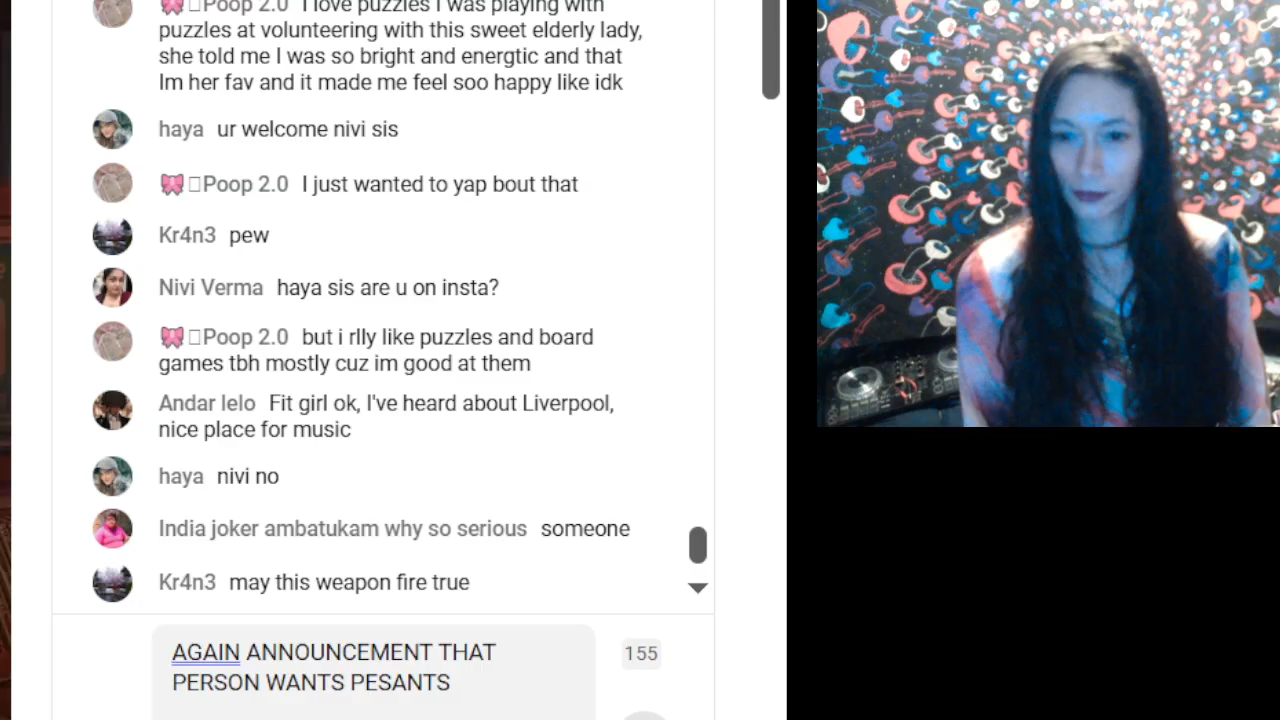 🎀Poop 2.0 I love puzzles I was playing with
puzzles at volunteering with this sweet elderly lady,
she told me I was so bright and energtic and that
Im her fav and it made me feel soo happy like idk
haya ur welcome nivi sis
🎀Poop 2.0 I just wanted to yap bout that
Kr4n3 pew
Nivi Verma haya sis are u on insta?
🎀Poop 2.0 but i rlly like puzzles and board
games tbh mostly cuz im good at them
Andar lelo Fit girl ok, I've heard about Liverpool,
nice place for music
haya nivi no
India joker ambatukam why so serious someone
Kr4n3 may this weapon fire true
AGAIN ANNOUNCEMENT THAT
PERSON WANTS PESANTS
155